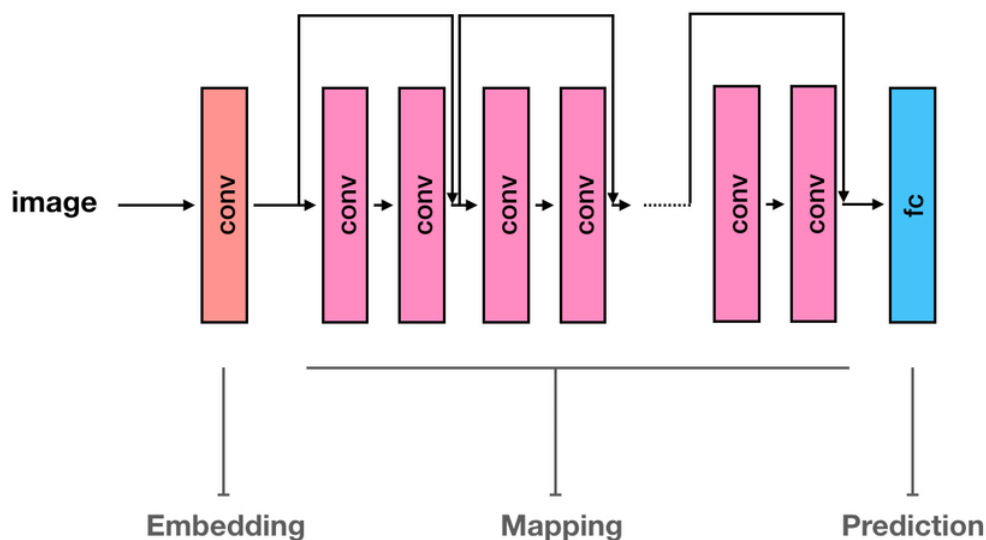 image
conv
conv
conv
conv
conv
conv
conv
fc
Embedding
Mapping
Prediction